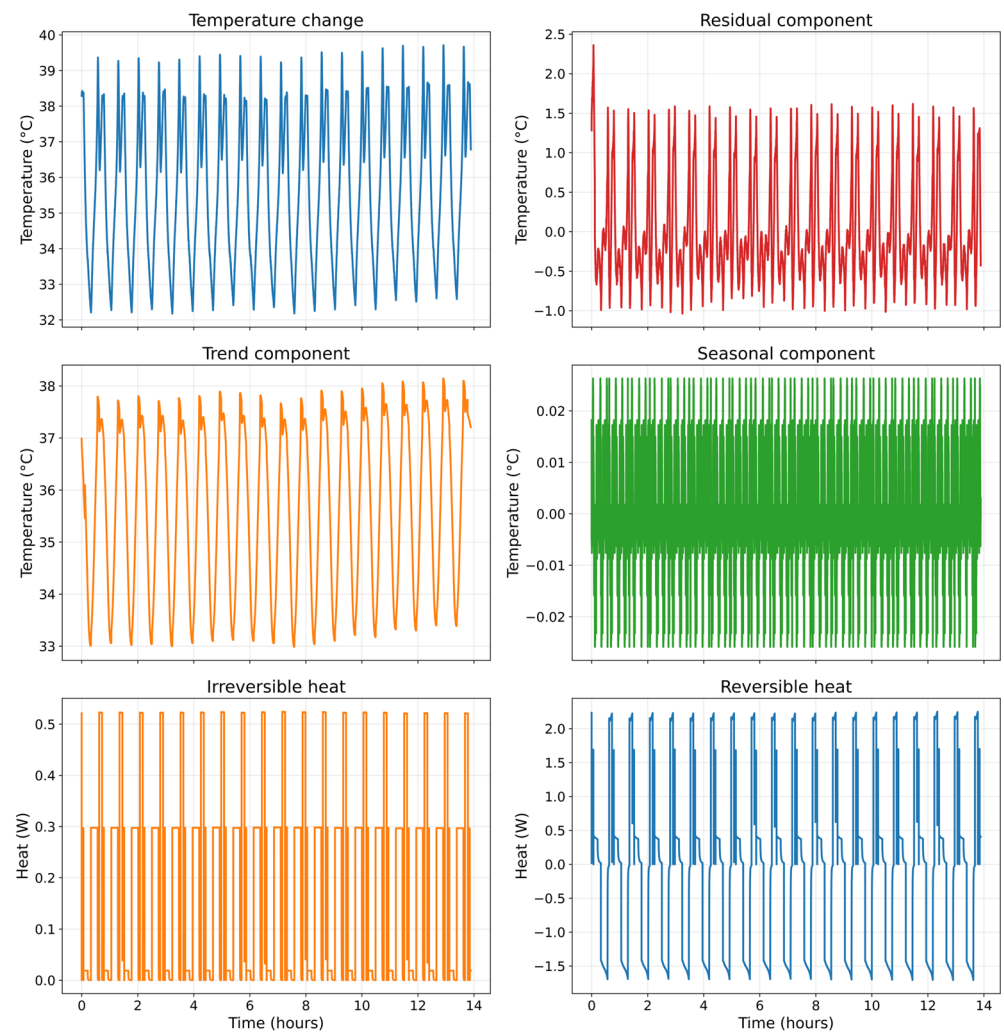 Temperature change
Temperature (°C)
40
39
38
37
36
35
34
33
32
Residual component
Temperature (°C)
2.5
2.0
1.5
1.0
0.5
0.0
−0.5
−1.0
Trend component
Temperature (°C)
38
37
36
35
34
33
Seasonal component
Temperature (°C)
0.02
0.01
0.00
−0.01
−0.02
Irreversible heat
Heat (W)
0.5
0.4
0.3
0.2
0.1
0.0
0 2 4 6 8 10 12 14
Time (hours)
Reversible heat
Heat (W)
2.0
1.5
1.0
0.5
0.0
−0.5
−1.0
−1.5
0 2 4 6 8 10 12 14
Time (hours)